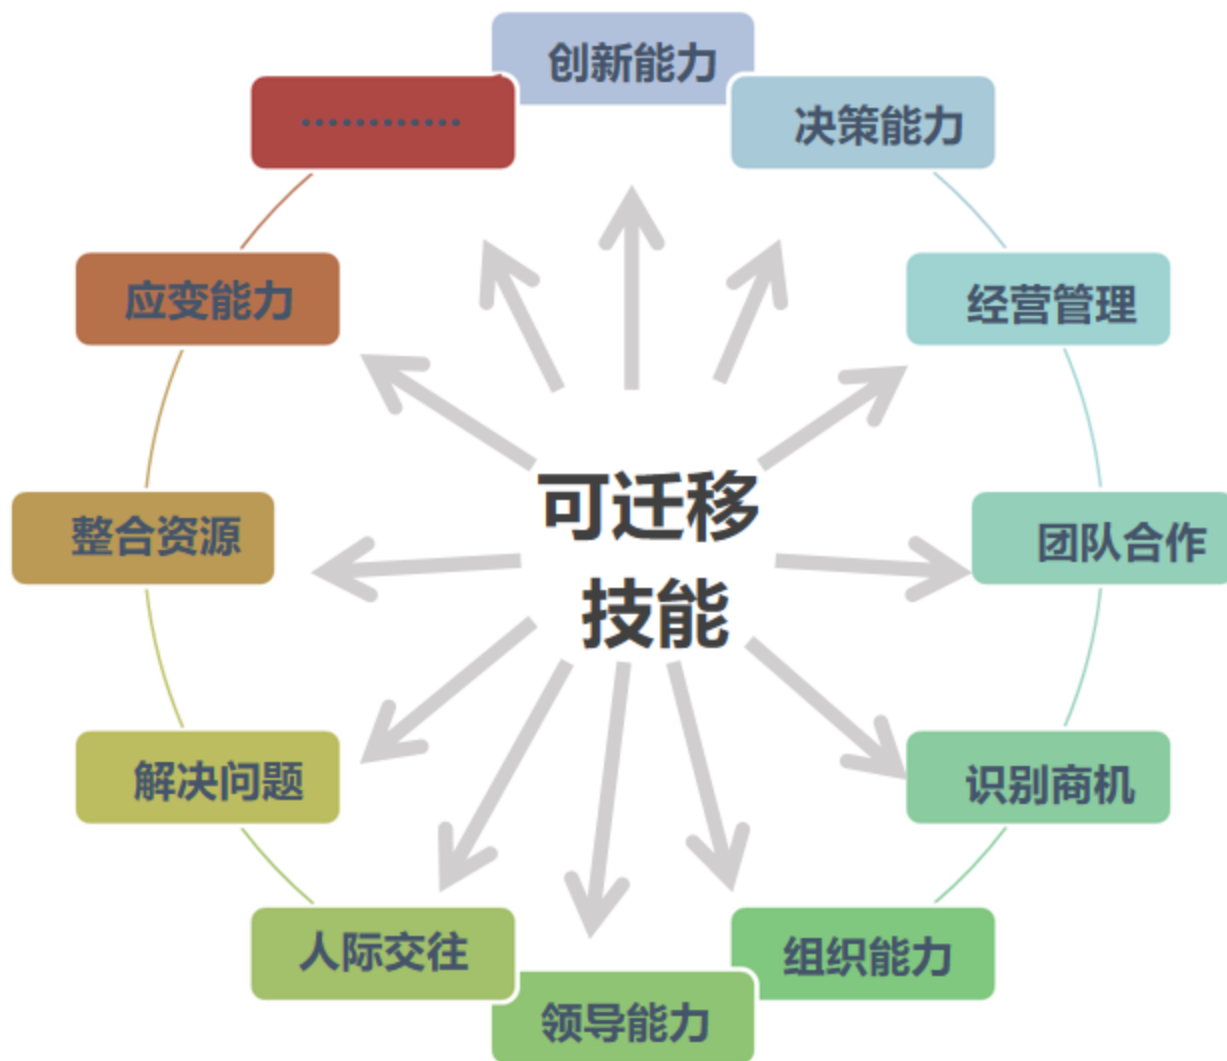 创新能力
决策能力
经营管理
团队合作
识别商机
组织能力
领导能力
人际交往
解决问题
整合资源
应变能力
…………
可迁移
技能